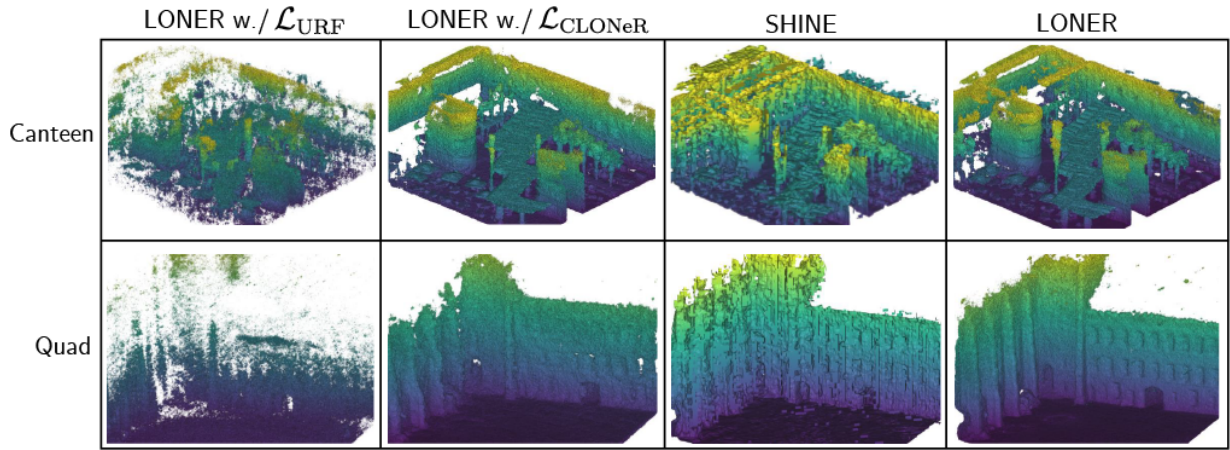 LONER w./ 𝓛_URF LONER w./ 𝓛_CLONeR SHINE LONER
Canteen
Quad